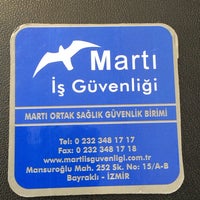 Martı
İş Güvenliği
MARTI ORTAK SAĞLIK GÜVENLİK BİRİMİ
Tel: 0 232 348 17 17
Fax: 0 232 348 17 18
www.martiisguvenligi.com.tr
Mansuroğlu Mah. 252 Sk. No: 15/A-B
Bayraklı - İZMİR